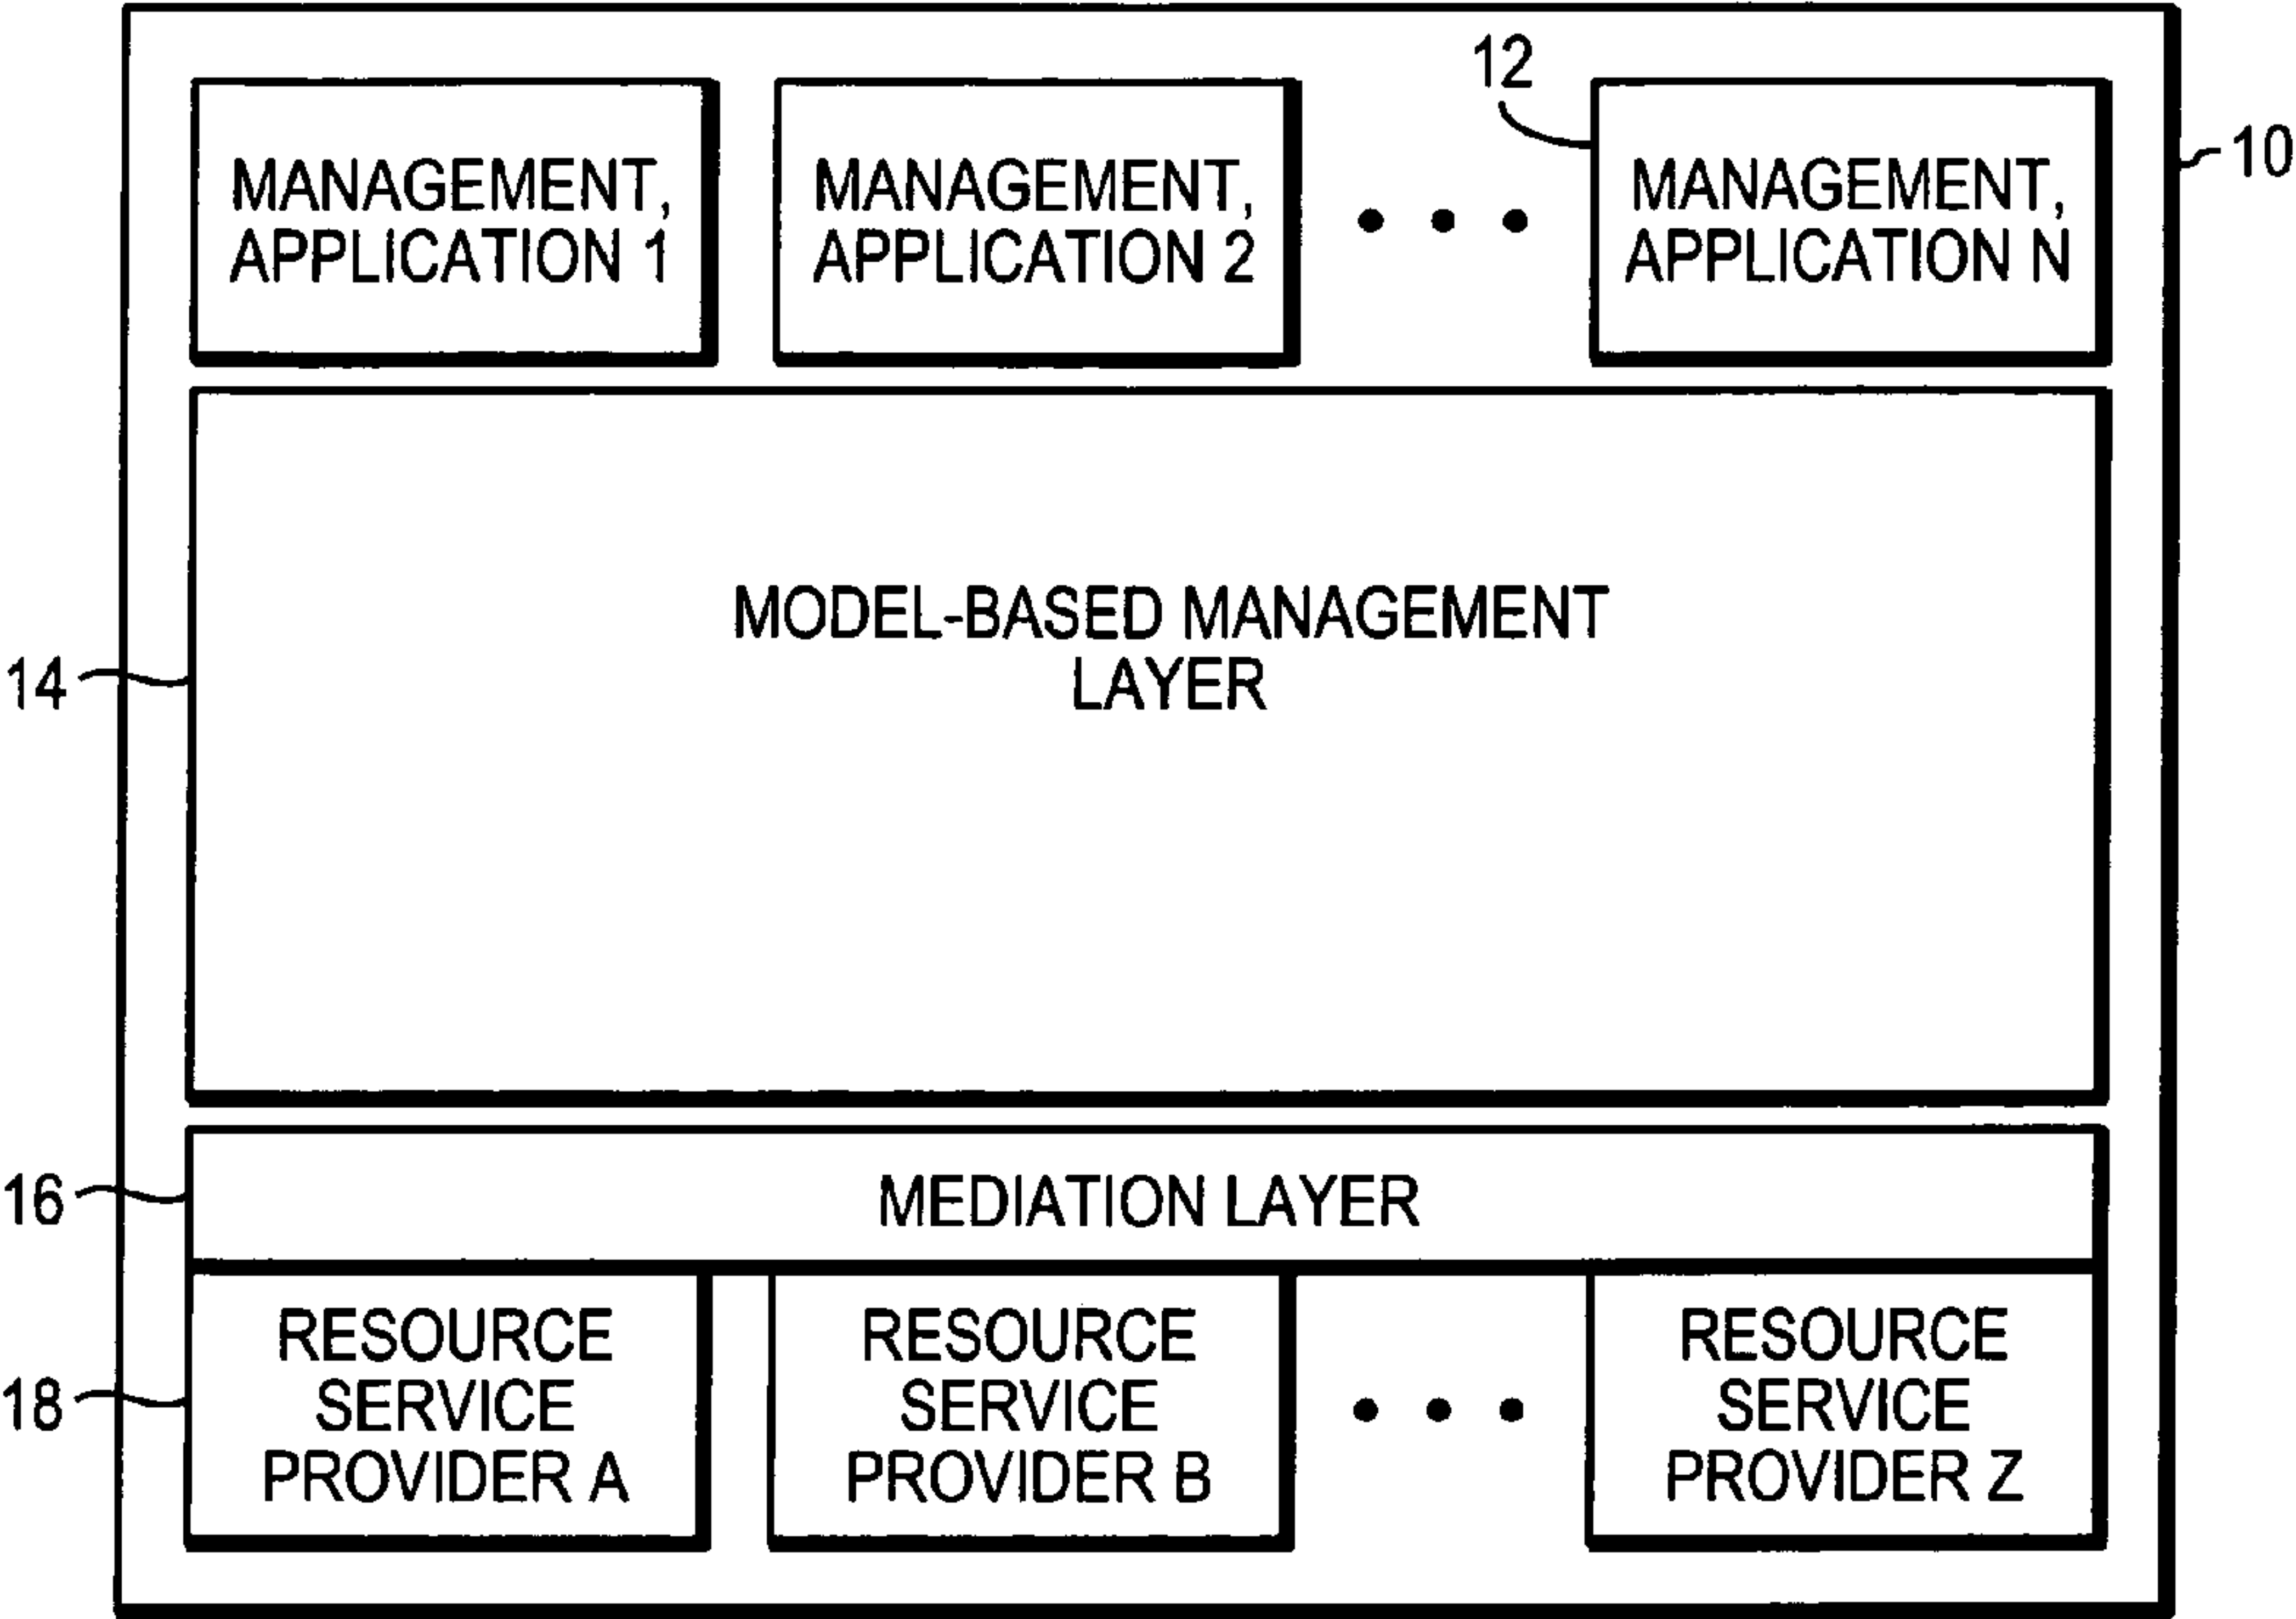 12
10
MANAGEMENT,
APPLICATION 1
MANAGEMENT,
APPLICATION 2
MANAGEMENT,
APPLICATION N
MODEL-BASED MANAGEMENT
LAYER
14
16
MEDIATION LAYER
18
RESOURCE
SERVICE
PROVIDER A
RESOURCE
SERVICE
PROVIDER B
RESOURCE
SERVICE
PROVIDER Z